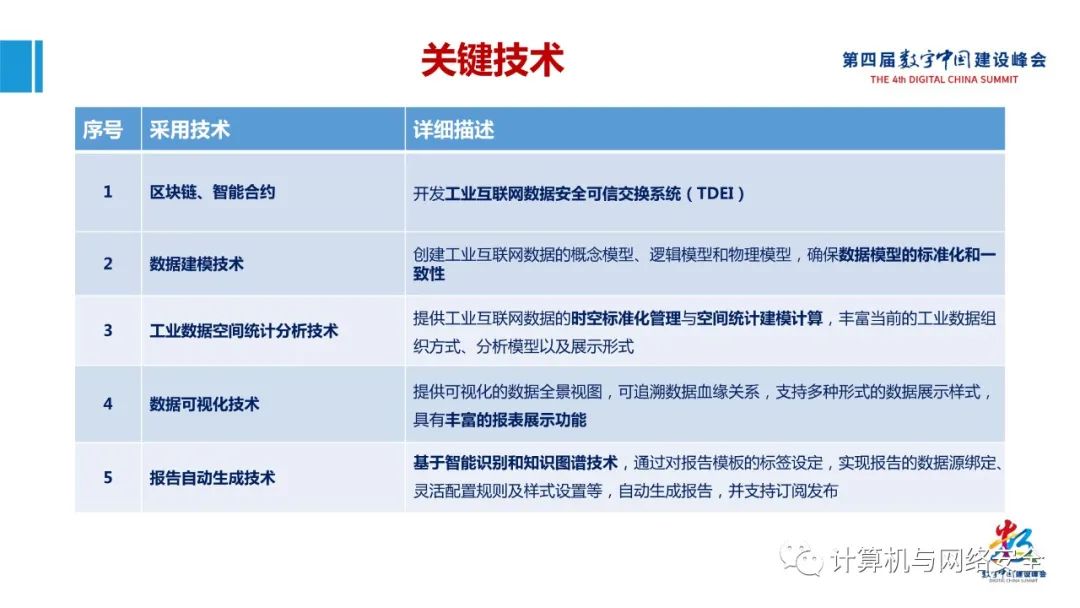 关键技术
第四届数字中国建设峰会
THE 4th DIGITAL CHINA SUMMIT
序号 采用技术 详细描述
1 区块链、智能合约 开发工业互联网数据安全可信交换系统（TDEI）
2 数据建模技术 创建工业互联网数据的概念模型、逻辑模型和物理模型，确保数据模型的标准化和一
致性
3 工业数据空间统计分析技术 提供工业互联网数据的时空标准化管理与空间统计建模计算，丰富当前的工业数据组
织方式、分析模型以及展示形式
4 数据可视化技术 提供可视化的数据全景视图，可追溯数据血缘关系，支持多种形式的数据展示样式，
具有丰富的报表展示功能
5 报告自动生成技术 基于智能识别和知识图谱技术，通过对报告模板的标签设定，实现报告的数据源绑定、
灵活配置规则及样式设置等，自动生成报告，并支持订阅发布
计算机与网络安全
数字中国建设峰会
DIGITAL CHINA SUMMIT